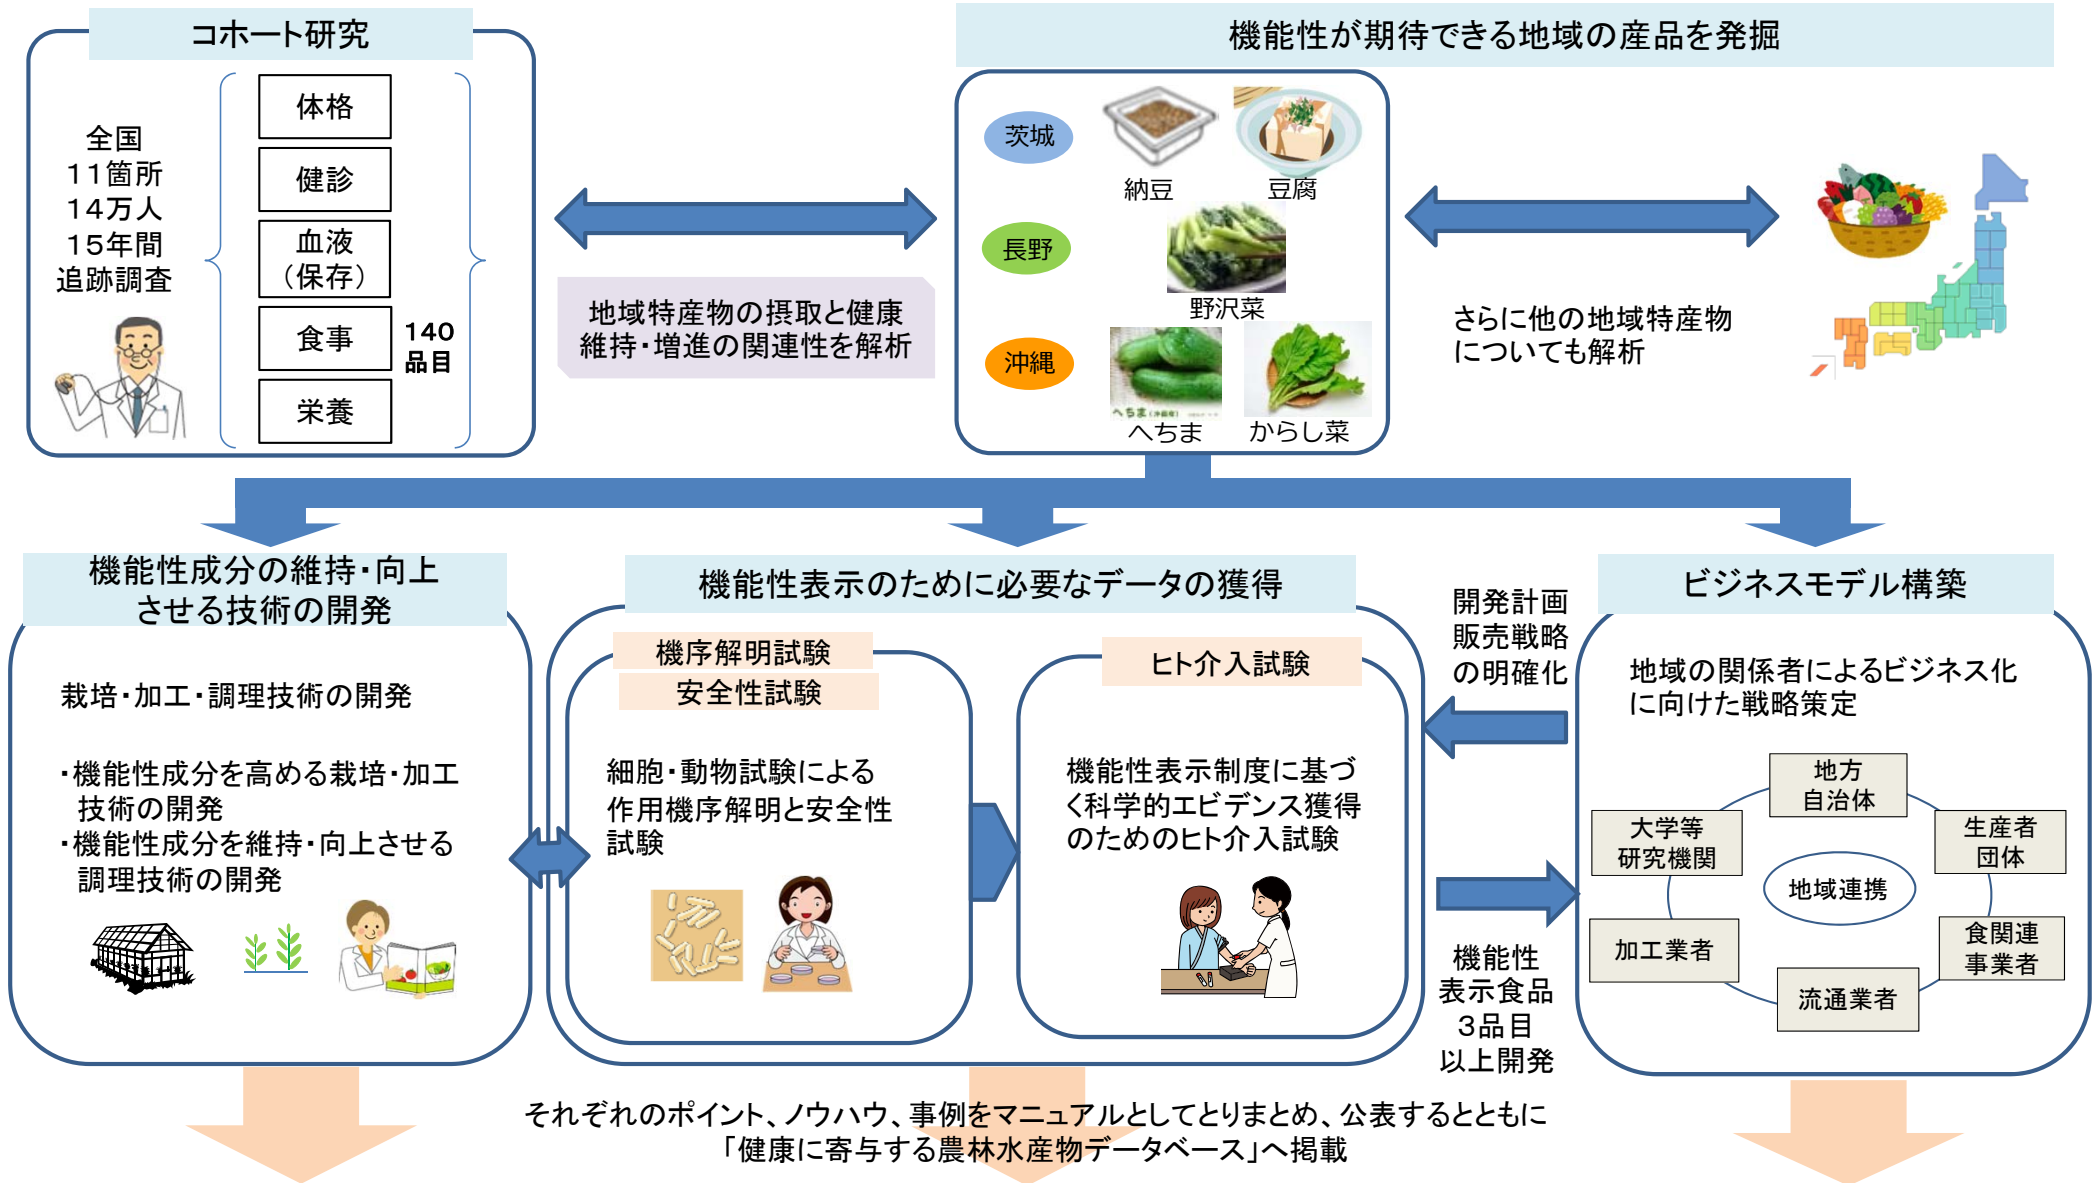 コホート研究
全国
11箇所
14万人
15年間
追跡調査
体格
健診
血液
（保存）
食事
栄養
140
品目
地域特産物の摂取と健康
維持・増進の関連性を解析
機能性が期待できる地域の産品を発掘
茨城
納豆
豆腐
長野
野沢菜
沖縄
へちま（沖縄産）
へちま
からし菜
さらに他の地域特産物
についても解析
機能性成分の維持・向上
させる技術の開発
栽培・加工・調理技術の開発
・機能性成分を高める栽培・加工
技術の開発
・機能性成分を維持・向上させる
調理技術の開発
機能性表示のために必要なデータの獲得
機序解明試験
安全性試験
細胞・動物試験による
作用機序解明と安全性
試験
ヒト介入試験
機能性表示制度に基づ
く科学的エビデンス獲得
のためのヒト介入試験
開発計画
販売戦略
の明確化
機能性
表示食品
３品目
以上開発
ビジネスモデル構築
地域の関係者によるビジネス化
に向けた戦略策定
地方
自治体
大学等
研究機関
生産者
団体
地域連携
加工業者
食関連
事業者
流通業者
それぞれのポイント、ノウハウ、事例をマニュアルとしてとりまとめ、公表するとともに
「健康に寄与する農林水産物データベース」へ掲載